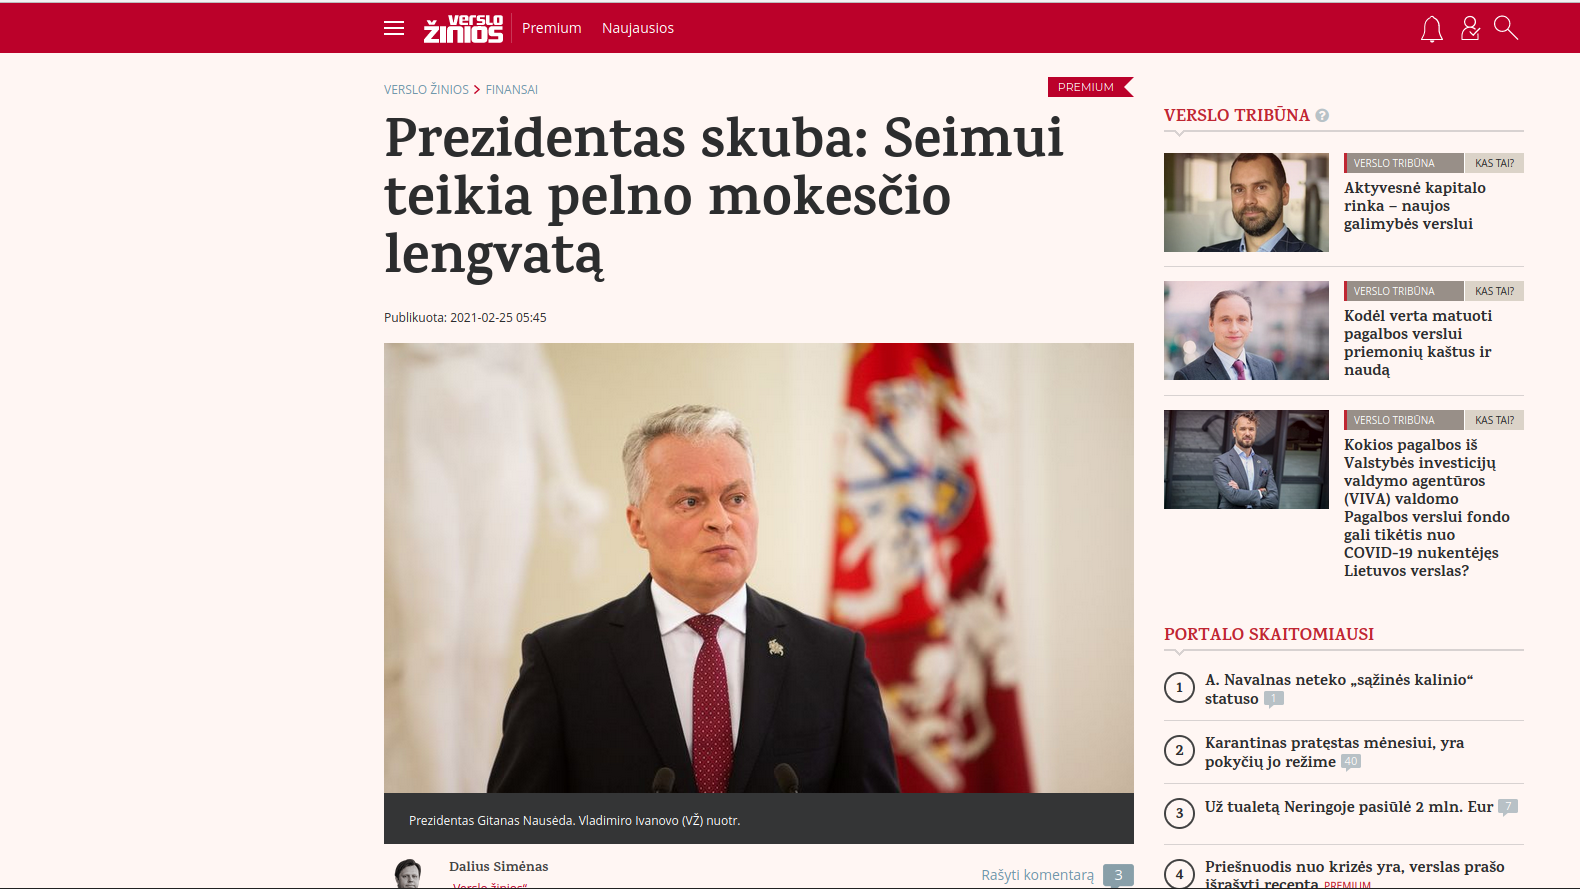 verslo
žinios
Premium
Naujausios
VERSLO ŽINIOS
FINANSAI
PREMIUM
Prezidentas skuba: Seimui
teikia pelno mokesčio
lengvatą
Publikuota: 2021-02-25 05:45
Prezidentas Gitanas Nausėda. Vladimiro Ivanovo (VŽ) nuotr.
Dalius Simėnas
„Verslo žinios“
Rašyti komentarą
3
VERSLO TRIBŪNA ?
VERSLO TRIBŪNA
KAS TAI?
Aktyvesnė kapitalo
rinka – naujos
galimybės verslui
VERSLO TRIBŪNA
KAS TAI?
Kodėl verta matuoti
pagalbos verslui
priemonių kaštus ir
naudą
VERSLO TRIBŪNA
KAS TAI?
Kokios pagalbos iš
Valstybės investicijų
valdymo agentūros
(VIVA) valdomo
Pagalbos verslui fondo
gali tikėtis nuo
COVID-19 nukentėjęs
Lietuvos verslas?
PORTALO SKAITOMIAUSI
1
A. Navalnas neteko „sąžinės kalinio“
statuso 1
2
Karantinas pratęstas mėnesiui, yra
pokyčių jo režime 40
3
Už tualetą Neringoje pasiūlė 2 mln. Eur 7
4
Priešnuodis nuo krizės yra, verslas prašo
išrašyti receptą PREMIUM